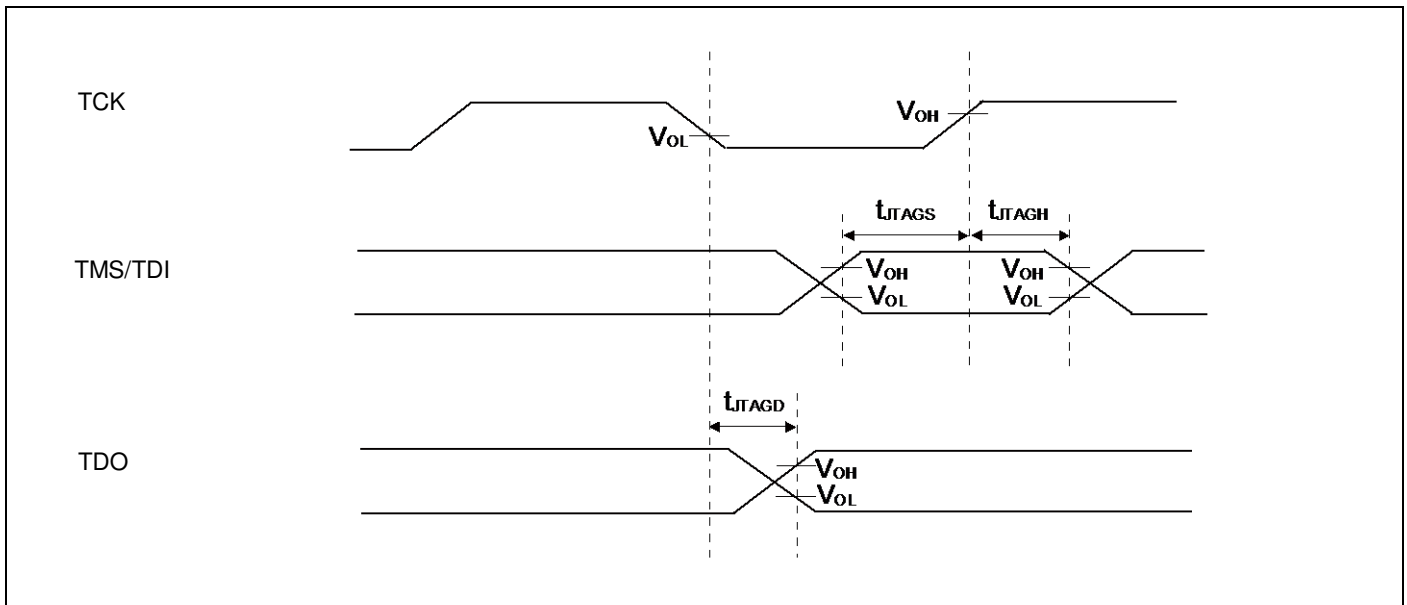 TCK
VOL
VOH
tJTAGS tJTAGH
TMS/TDI
VOH VOH
VOL VOL
tJTAGD
TDO
VOH
VOL